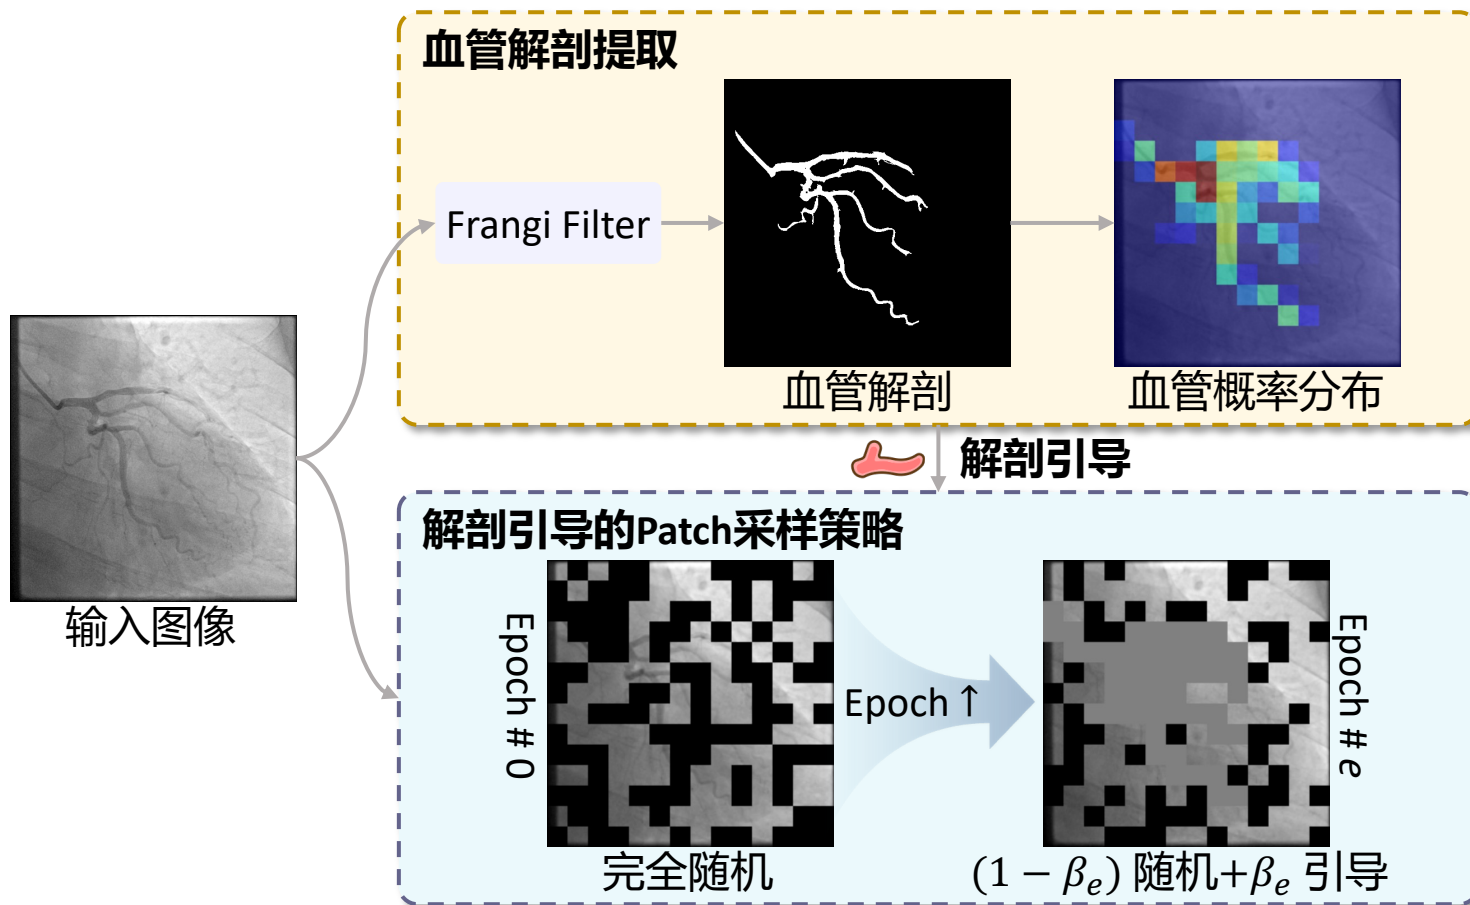 血管解剖提取
Frangi Filter
血管解剖
血管概率分布
输入图像
解剖引导
解剖引导的Patch采样策略
Epoch # 0
Epoch ↑
Epoch # e
完全随机
(1 − βₑ) 随机+βₑ 引导